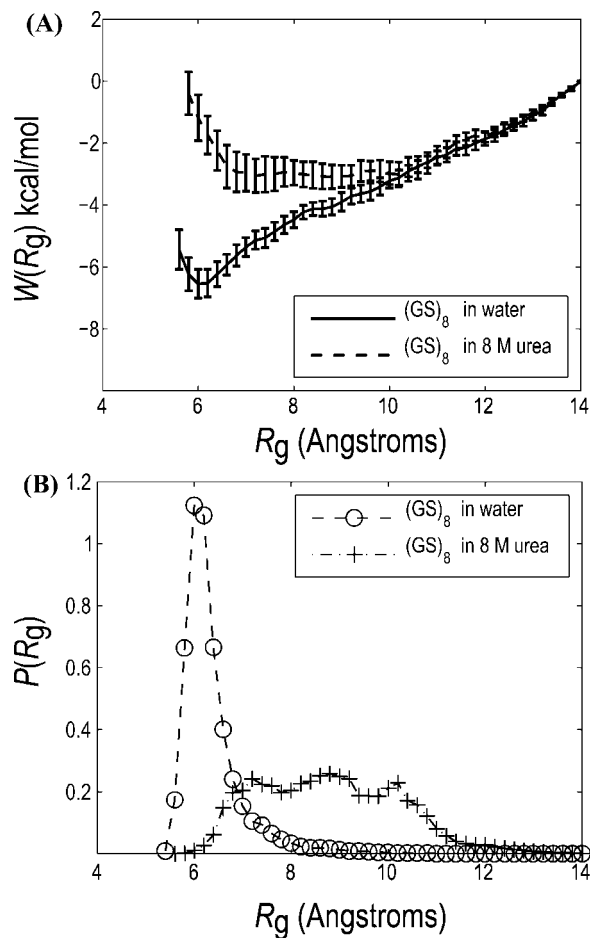 (A)
2
0
-2
-4
-6
-8
W(Rg) kcal/mol
(GS)8 in water
(GS)8 in 8 M urea
4 6 8 10 12 14
Rg (Angstroms)
(B)
1.2
1
0.8
0.6
0.4
0.2
P(Rg)
(GS)8 in water
(GS)8 in 8 M urea
4 6 8 10 12 14
Rg (Angstroms)